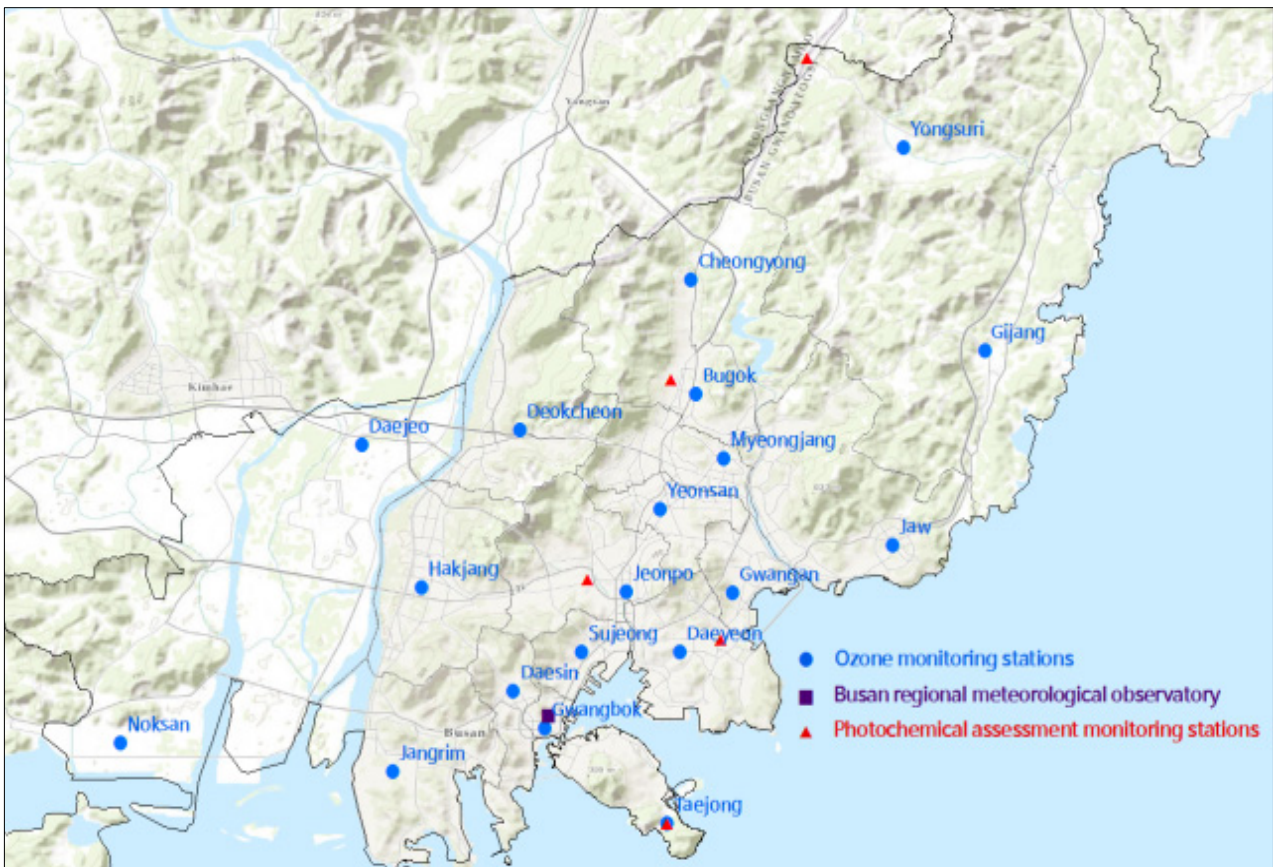 Yangsan
Yongsuri
Cheongyong
Gijang
Kimhae
Bugok
Daejeo
Deokcheon
Myeongjang
Yeonsan
Jaw
Hakjang
Jeonpo
Gwangan
Sujeong
Daeyeon
Ozone monitoring stations
Daesin
Busan regional meteorological observatory
Gwangbok
Noksan
Busan
Photochemical assessment monitoring stations
Jangrim
Taejong